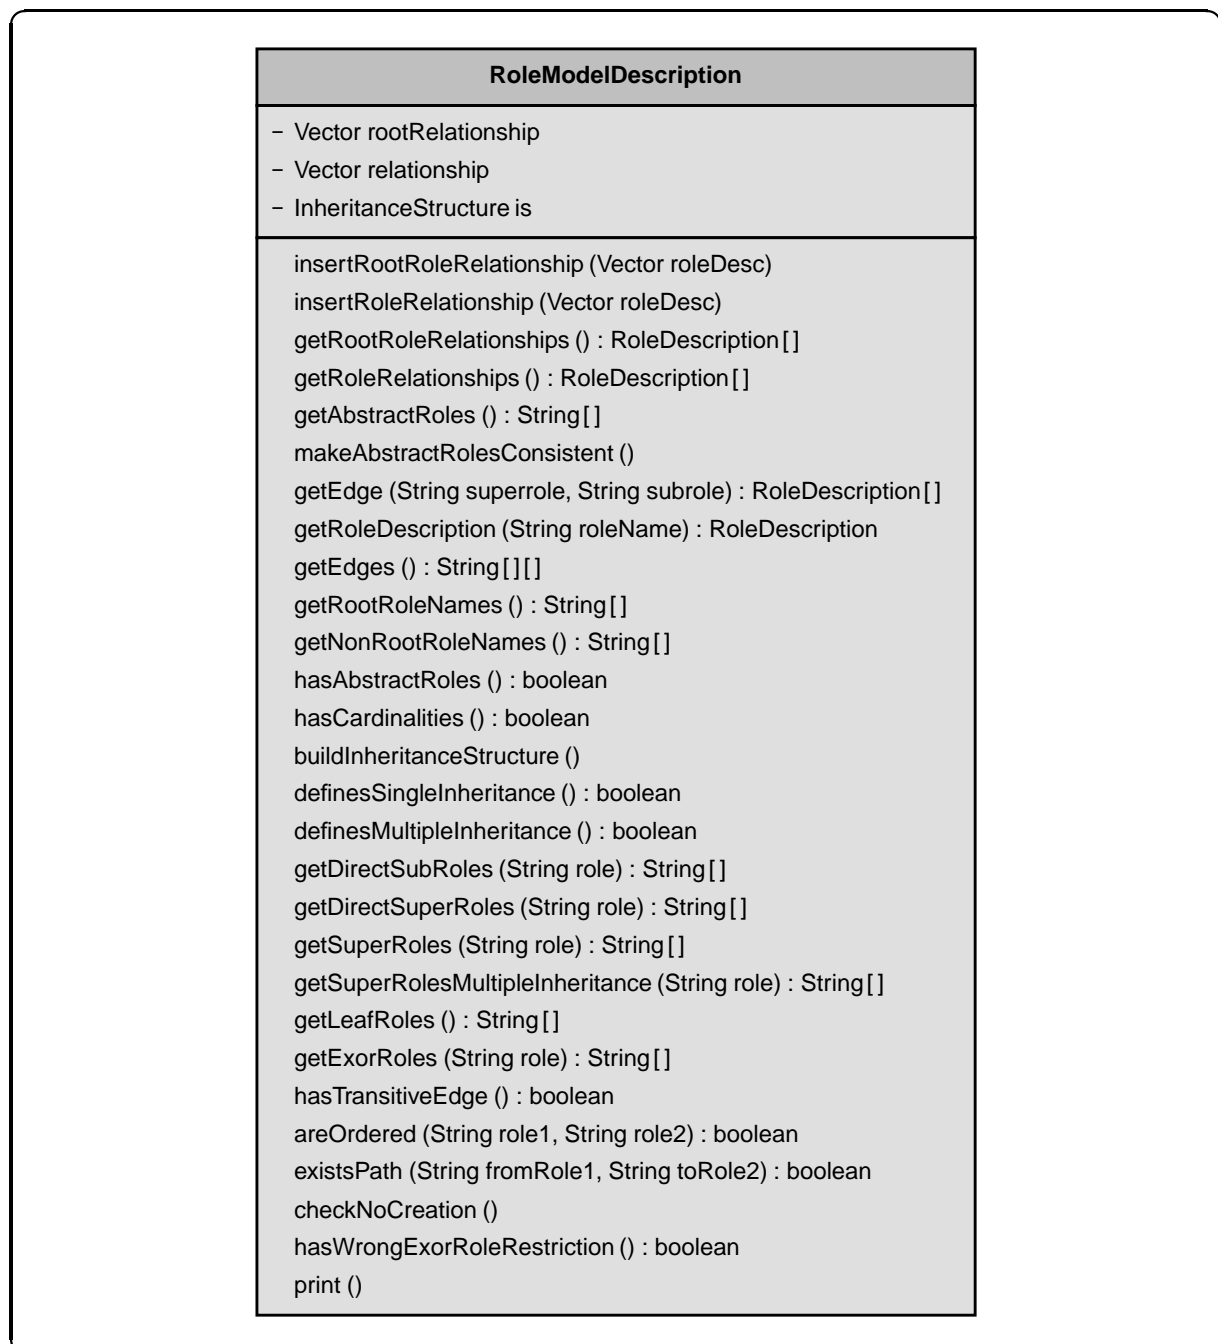 RoleModelDescription
− Vector rootRelationship
− Vector relationship
− InheritanceStructure is
insertRootRoleRelationship (Vector roleDesc)
insertRoleRelationship (Vector roleDesc)
getRootRoleRelationships () : RoleDescription[]
getRoleRelationships () : RoleDescription[]
getAbstractRoles () : String[]
makeAbstractRolesConsistent ()
getEdge (String superrole, String subrole) : RoleDescription[]
getRoleDescription (String roleName) : RoleDescription
getEdges () : String[][]
getRootRoleNames () : String[]
getNonRootRoleNames () : String[]
hasAbstractRoles () : boolean
hasCardinalities () : boolean
buildInheritanceStructure ()
definesSingleInheritance () : boolean
definesMultipleInheritance () : boolean
getDirectSubRoles (String role) : String[]
getDirectSuperRoles (String role) : String[]
getSuperRoles (String role) : String[]
getSuperRolesMultipleInheritance (String role) : String[]
getLeafRoles () : String[]
getExorRoles (String role) : String[]
hasTransitiveEdge () : boolean
areOrdered (String role1, String role2) : boolean
existsPath (String fromRole1, String toRole2) : boolean
checkNoCreation ()
hasWrongExorRoleRestriction () : boolean
print ()